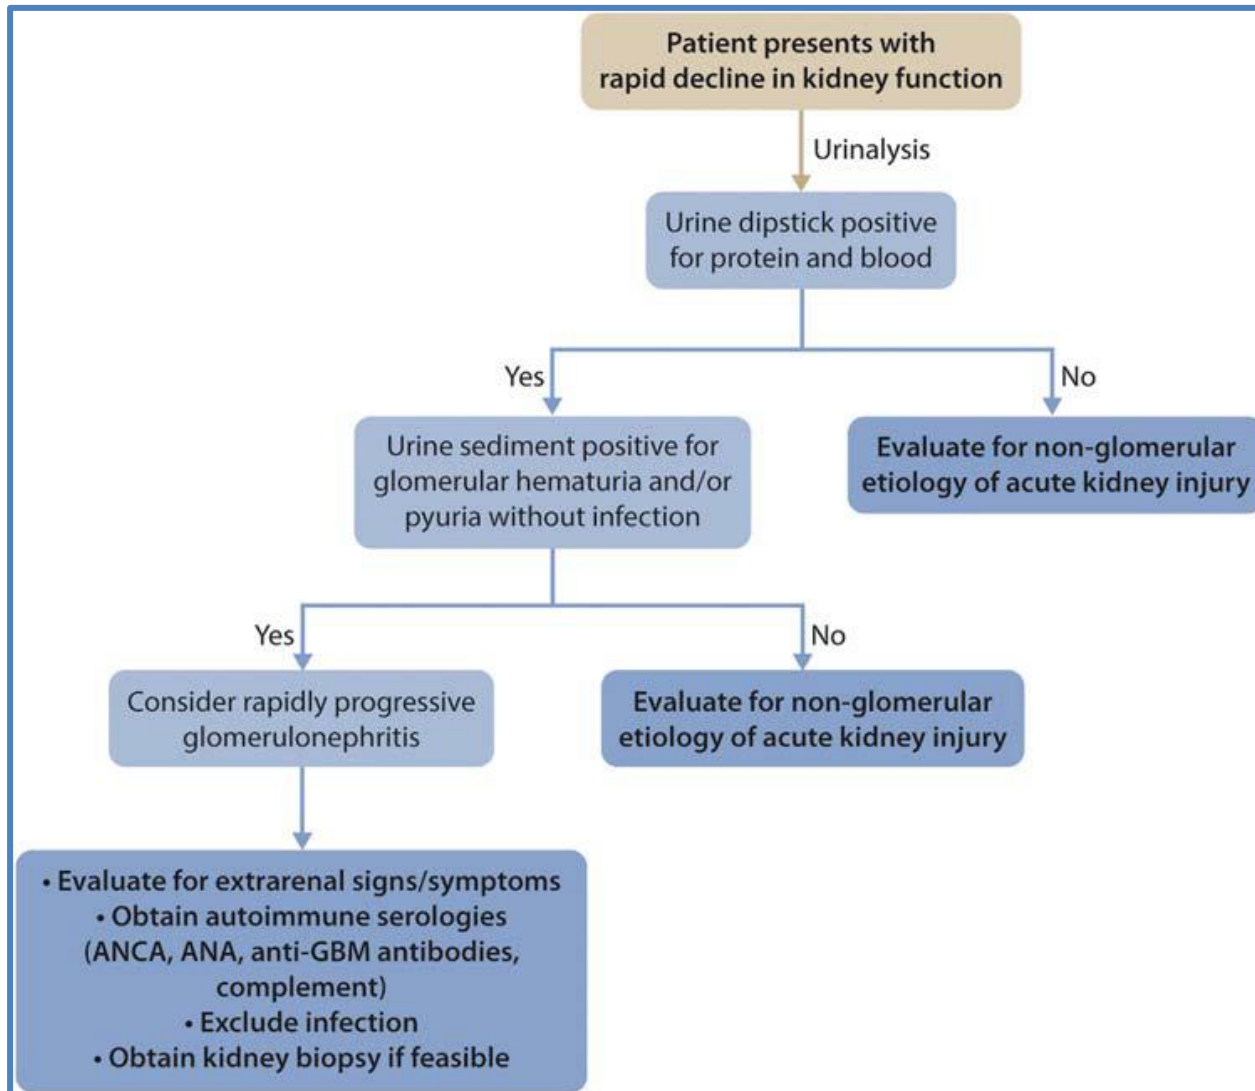 Patient presents with
rapid decline in kidney function
Urinalysis
Urine dipstick positive
for protein and blood
Yes
No
Urine sediment positive for
glomerular hematuria and/or
pyuria without infection
Evaluate for non-glomerular
etiology of acute kidney injury
Yes
No
Consider rapidly progressive
glomerulonephritis
Evaluate for non-glomerular
etiology of acute kidney injury
• Evaluate for extrarenal signs/symptoms
• Obtain autoimmune serologies
(ANCA, ANA, anti-GBM antibodies,
complement)
• Exclude infection
• Obtain kidney biopsy if feasible